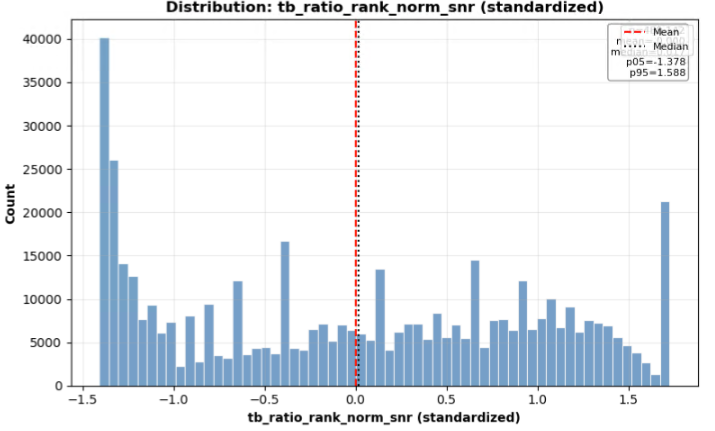 Distribution: tb_ratio_rank_norm_snr (standardized)
40000
35000
30000
25000
20000
15000
10000
5000
0
Count
Mean
Median
p05=-1.378
p95=1.588
−1.5
−1.0
−0.5
0.0
0.5
1.0
1.5
tb_ratio_rank_norm_snr (standardized)